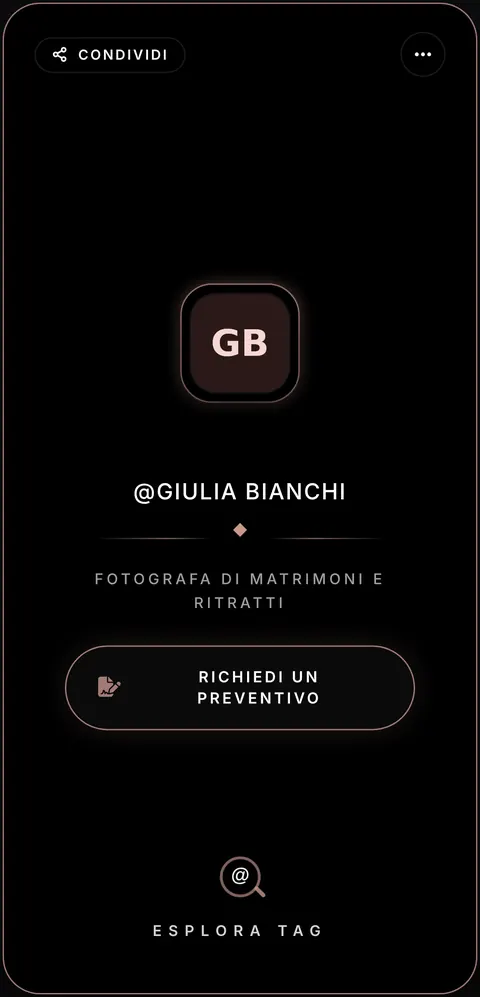 CONDIVIDI
GB
@GIULIA BIANCHI
FOTOGRAFA DI MATRIMONI E
RITRATTI
RICHIEDI UN
PREVENTIVO
@
ESPLORA TAG